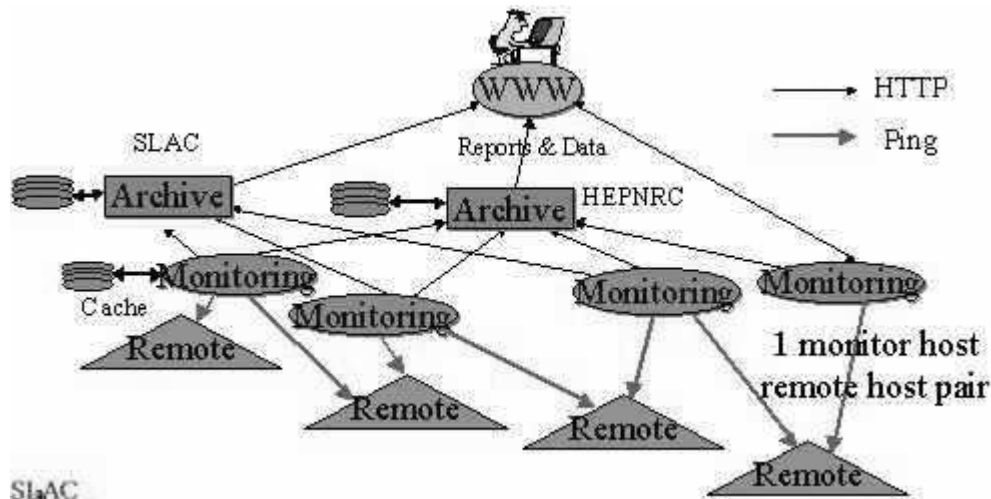 WWW
HTTP
Ping
SLAC
Reports & Data
Archive
Archive
HEPNRC
Monitoring
Cache
Monitoring
Monitoring
Monitoring
Remote
1 monitor host
remote host pair
Remote
Remote
Remote